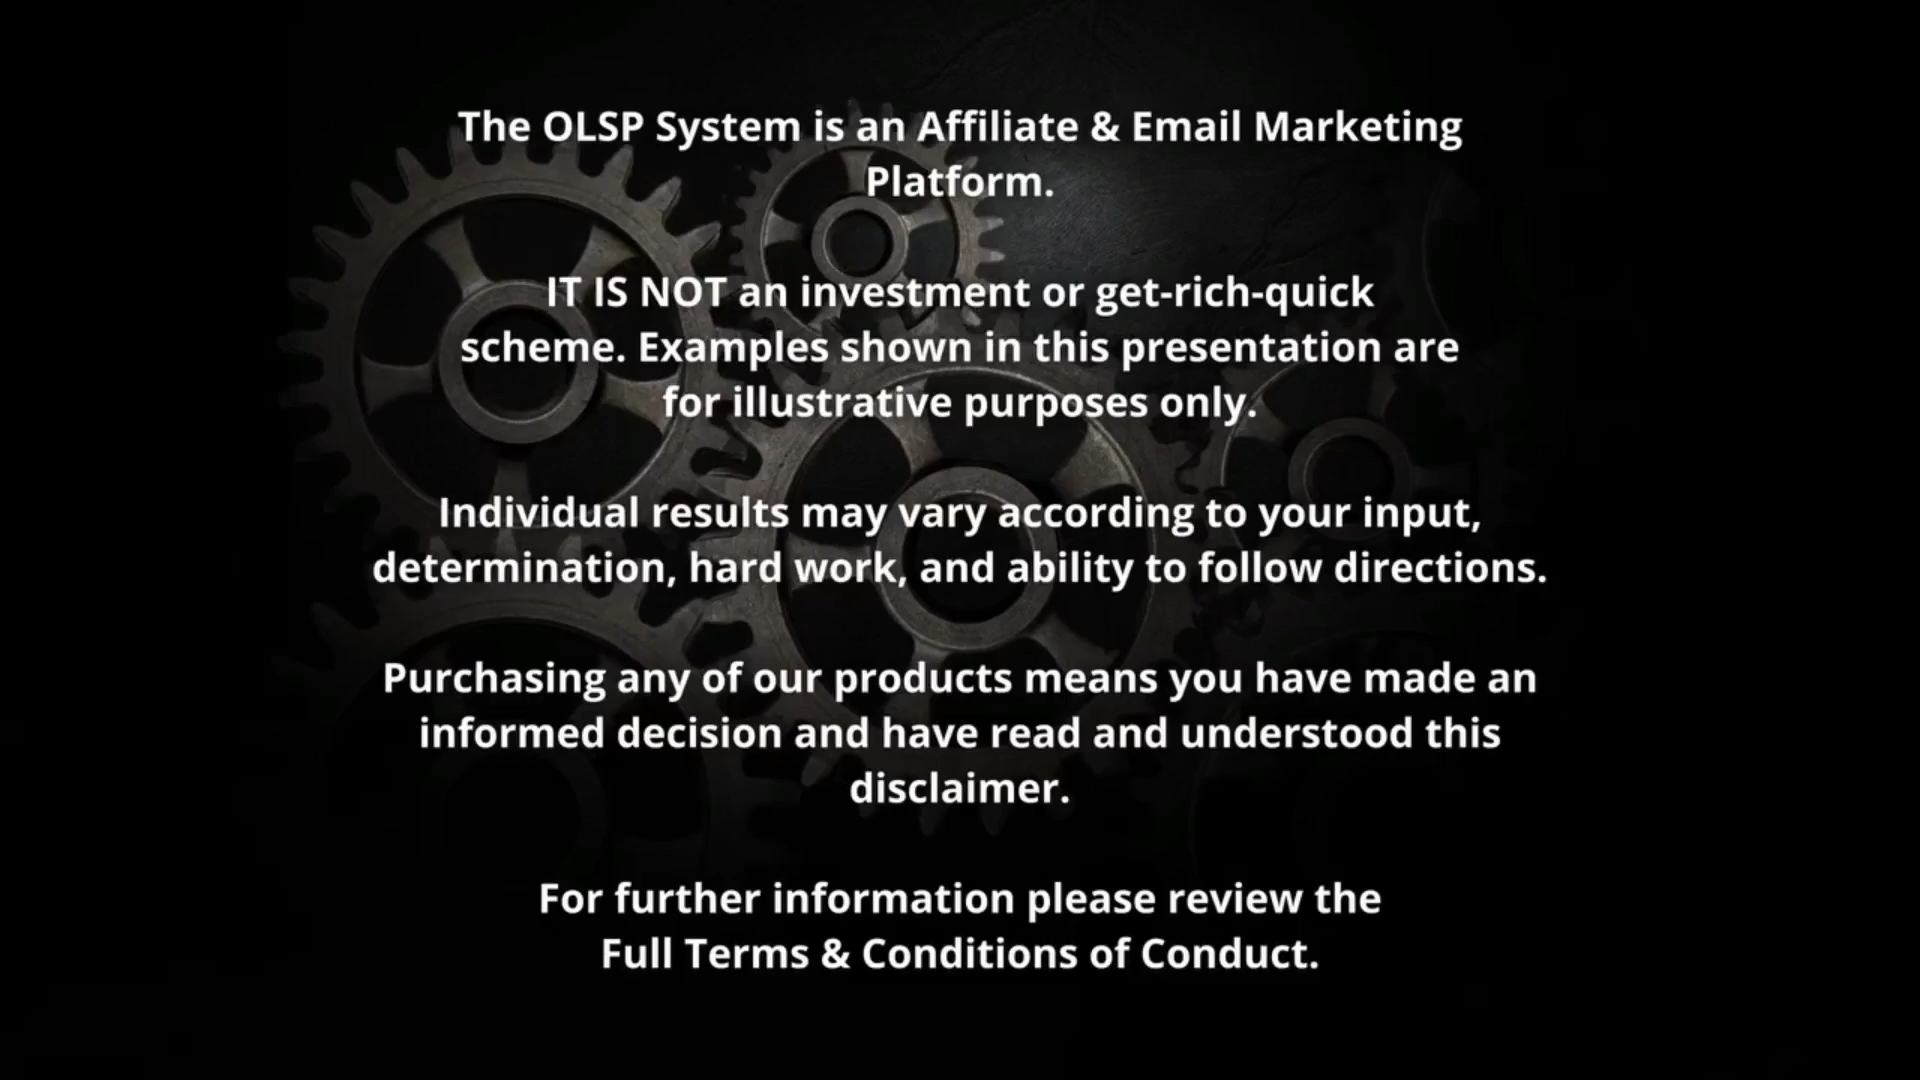 The OLSP System is an Affiliate & Email Marketing
Platform.
IT IS NOT an investment or get-rich-quick
scheme. Examples shown in this presentation are
for illustrative purposes only.
Individual results may vary according to your input,
determination, hard work, and ability to follow directions.
Purchasing any of our products means you have made an
informed decision and have read and understood this
disclaimer.
For further information please review the
Full Terms & Conditions of Conduct.